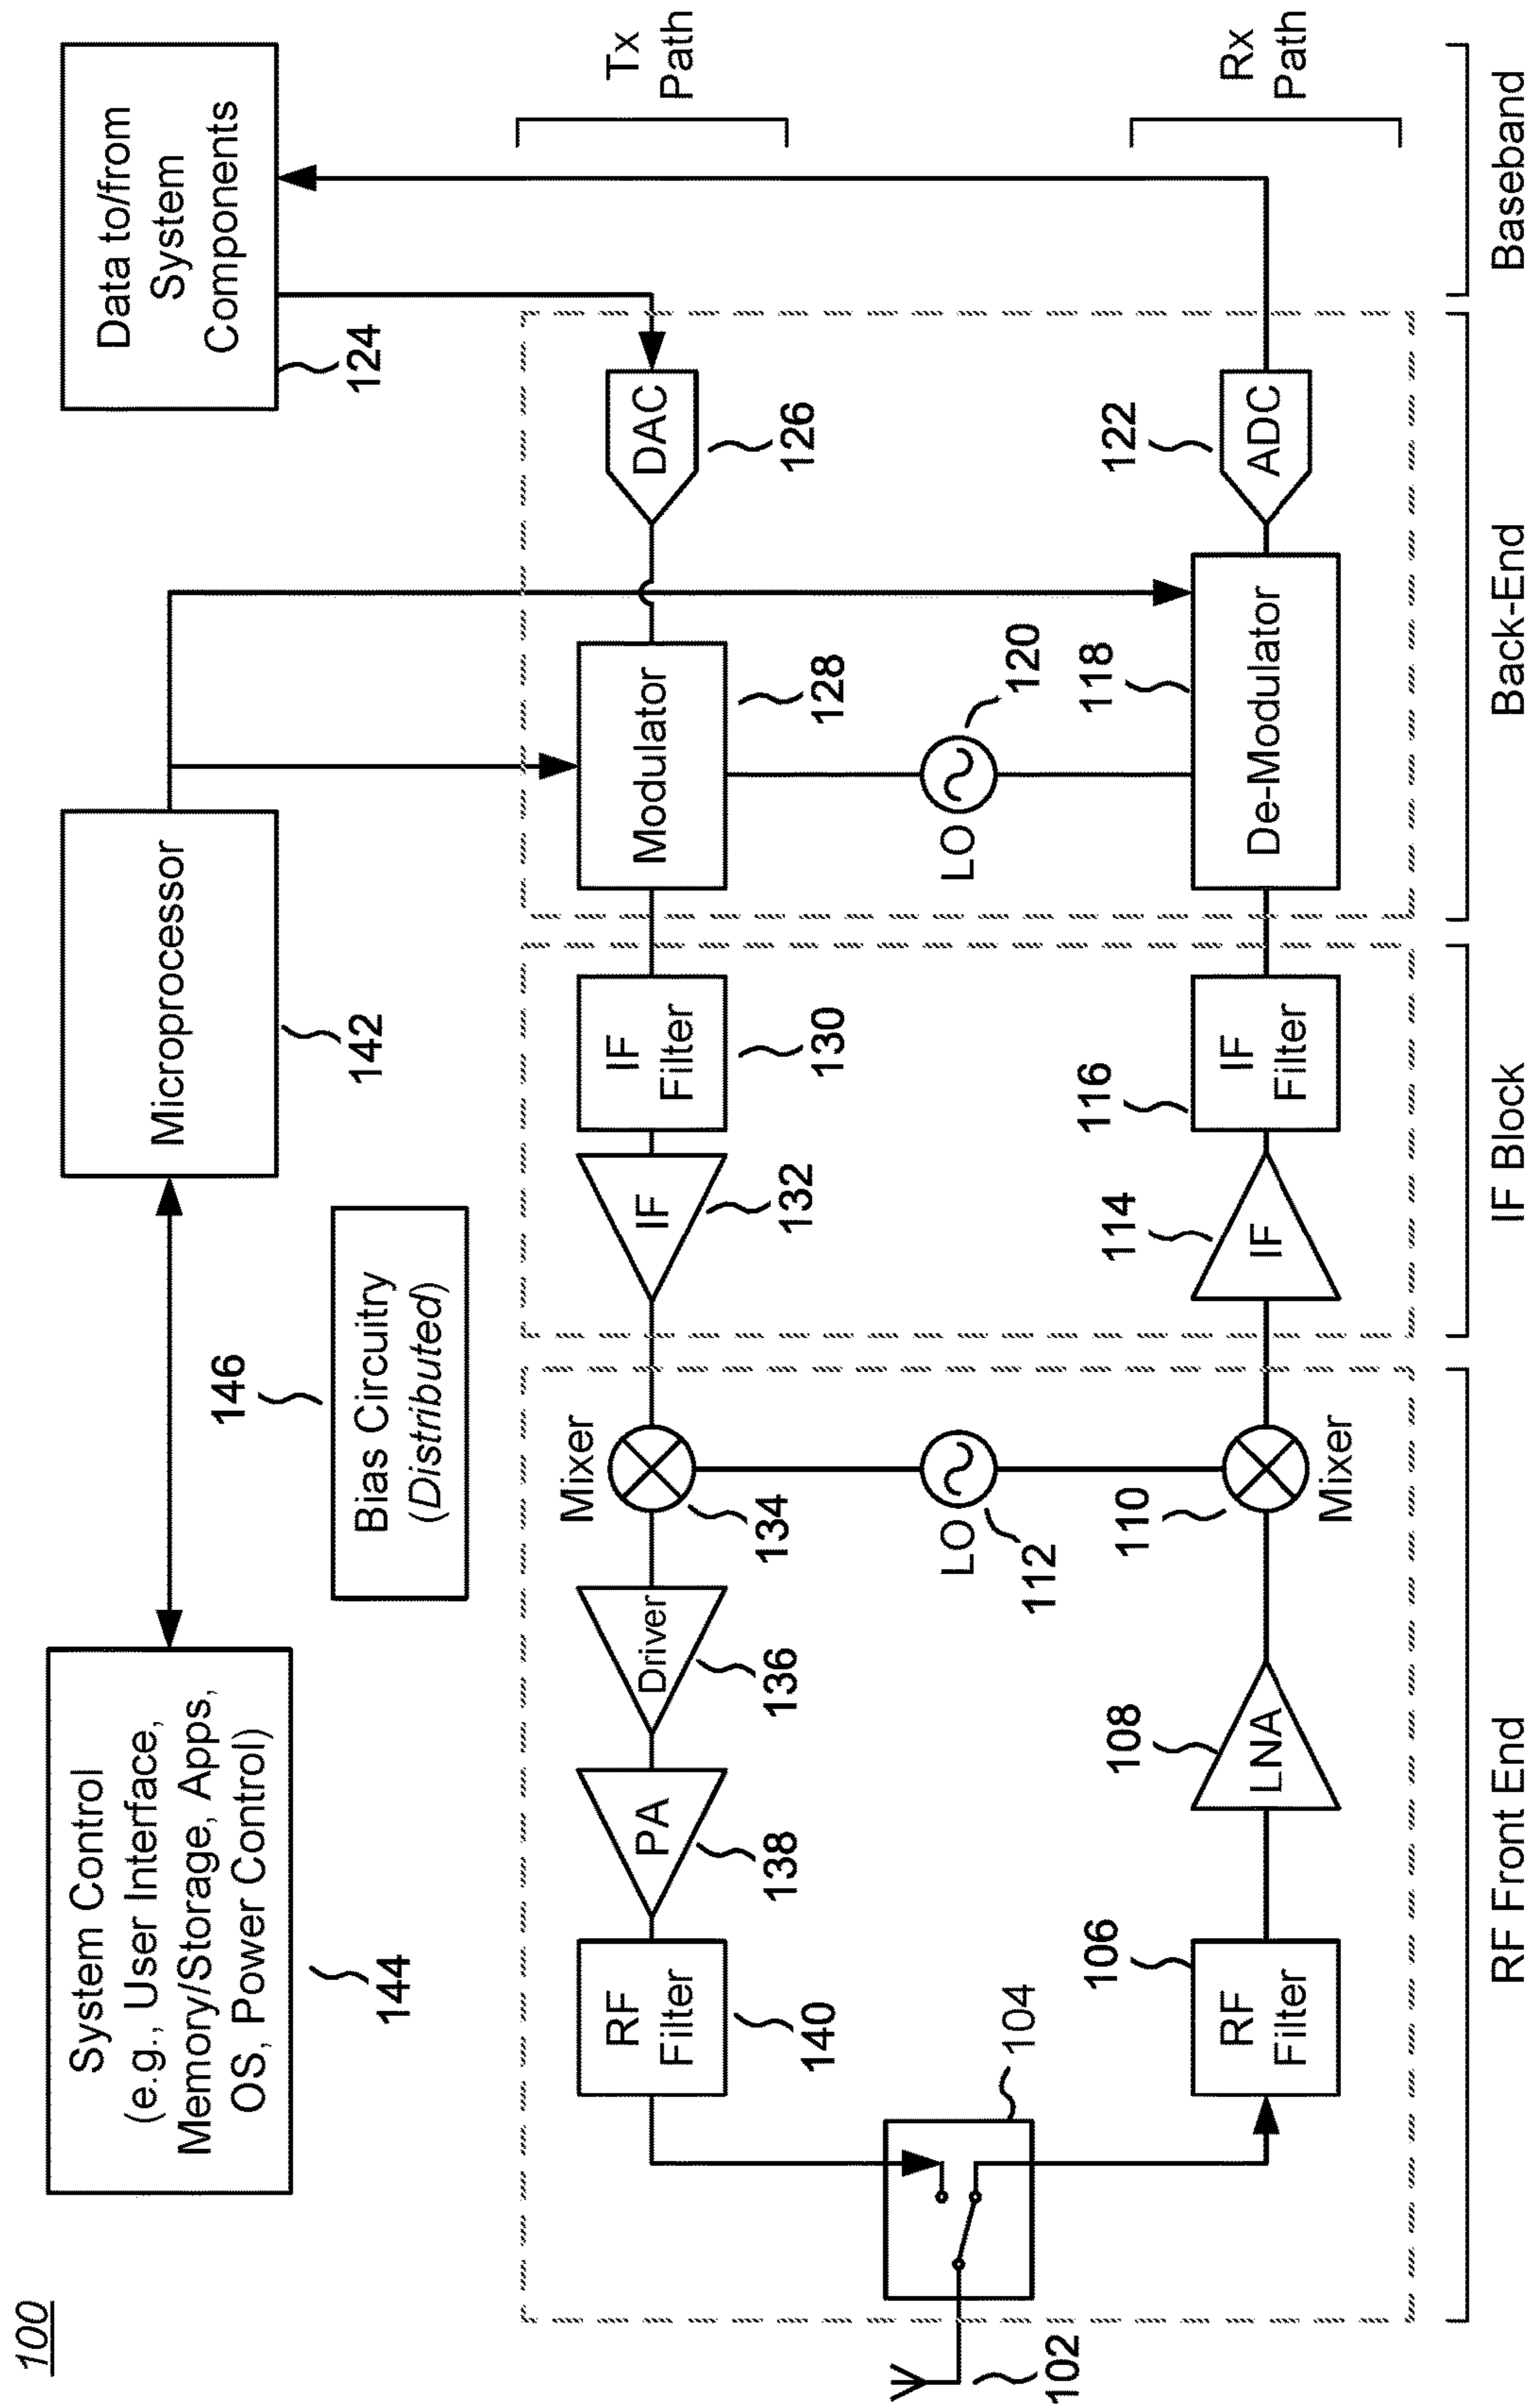 100
System Control
(e.g., User Interface,
Memory/Storage, Apps,
OS, Power Control)
144
Microprocessor
142
Data to/from
System
Components
124
146
Bias Circuitry
(Distributed)
Tx
Path
RF
Filter
140
PA
138
Driver
136
Mixer
134
IF
132
IF
Filter
130
Modulator
128
DAC
126
102
104
LO
112
LO
120
Rx
Path
106
RF
Filter
108
LNA
110
Mixer
114
IF
116
IF
Filter
118
De-Modulator
122
ADC
RF Front End
IF Block
Back-End
Baseband